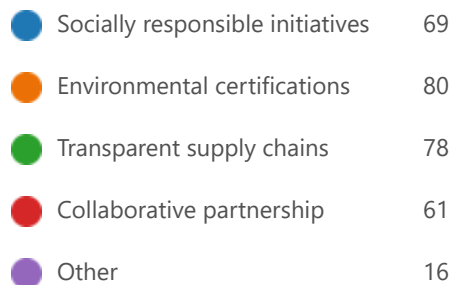 Socially responsible initiatives 69
Environmental certifications 80
Transparent supply chains 78
Collaborative partnership 61
Other 16